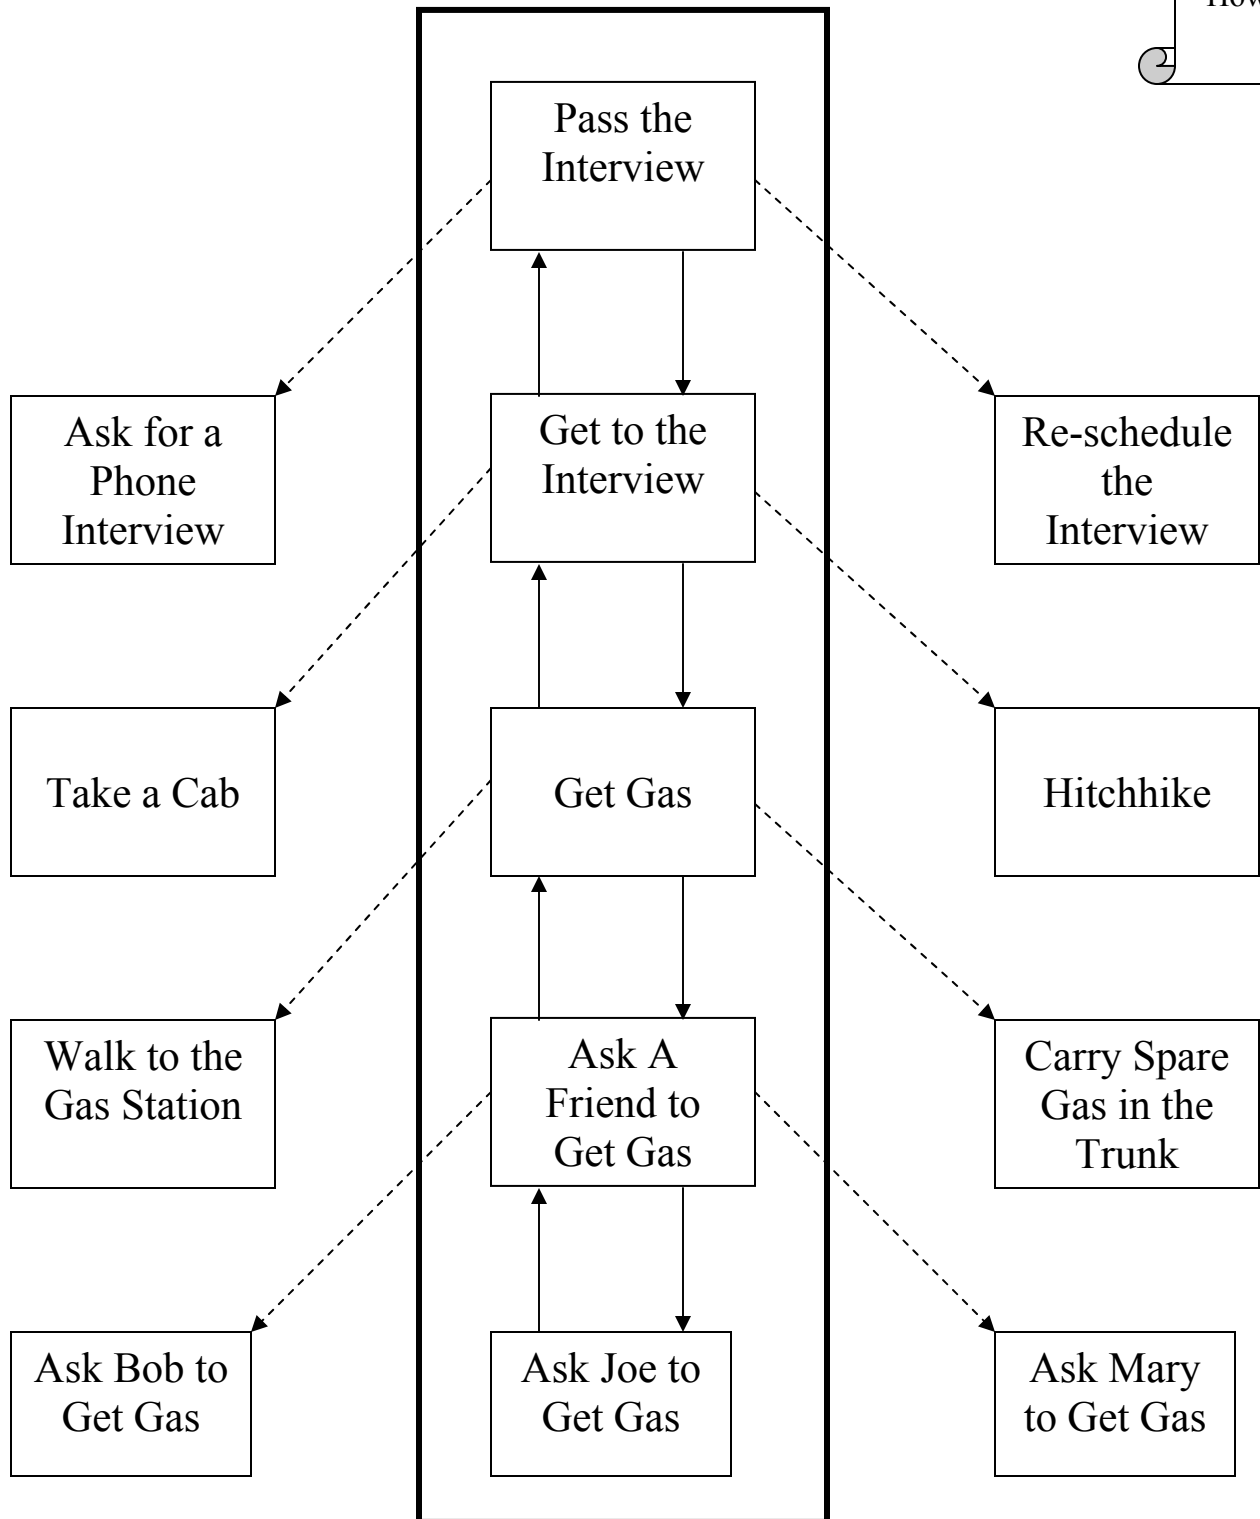 Pass the
Interview
Ask for a
Phone
Interview
Get to the
Interview
Re-schedule
the
Interview
Take a Cab
Get Gas
Hitchhike
Walk to the
Gas Station
Ask A
Friend to
Get Gas
Carry Spare
Gas in the
Trunk
Ask Bob to
Get Gas
Ask Joe to
Get Gas
Ask Mary
to Get Gas